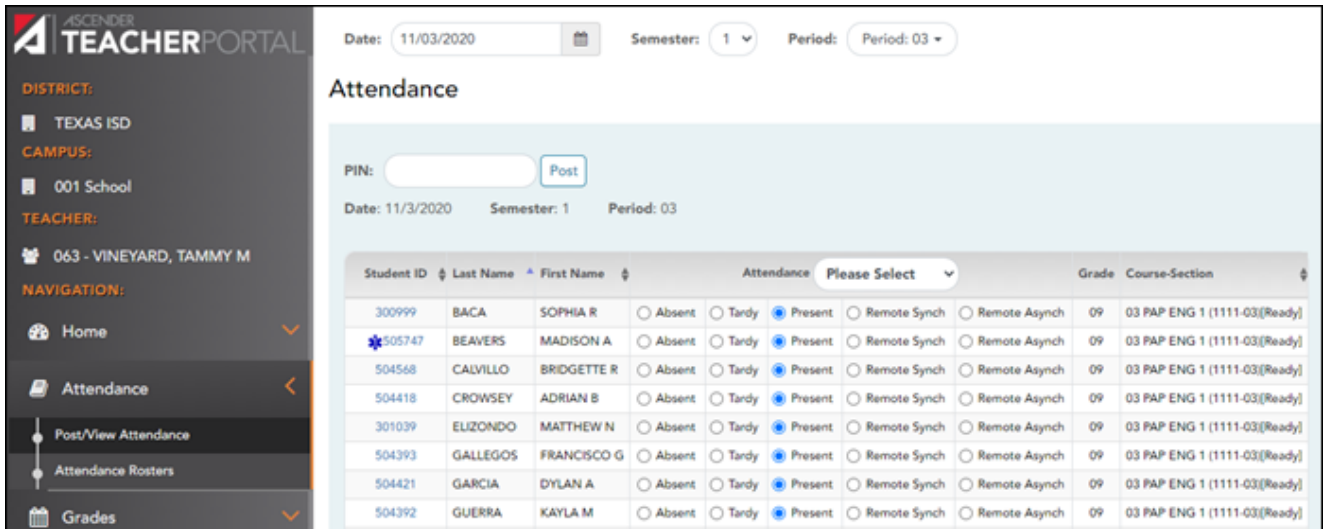 ASCENDER
TEACHERPORTAL
DISTRICT:
TEXAS ISD
CAMPUS:
001 School
TEACHER:
063 - VINEYARD, TAMMY M
NAVIGATION:
Home
Attendance
Post/View Attendance
Attendance Rosters
Grades
Date: 11/03/2020 Semester: 1 Period: Period: 03
Attendance
PIN: Post
Date: 11/3/2020 Semester: 1 Period: 03
Student ID Last Name First Name Attendance Please Select Grade Course-Section
300999 BACA SOPHIA R Absent Tardy Present Remote Synch Remote Asynch 09 03 PAP ENG 1 (1111-03)[Ready]
505747 BEAVERS MADISON A Absent Tardy Present Remote Synch Remote Asynch 09 03 PAP ENG 1 (1111-03)[Ready]
504568 CALVILLO BRIDGETTE R Absent Tardy Present Remote Synch Remote Asynch 09 03 PAP ENG 1 (1111-03)[Ready]
504418 CROWSEY ADRIAN B Absent Tardy Present Remote Synch Remote Asynch 09 03 PAP ENG 1 (1111-03)[Ready]
301039 ELIZONDO MATTHEW N Absent Tardy Present Remote Synch Remote Asynch 09 03 PAP ENG 1 (1111-03)[Ready]
504393 GALLEGOS FRANCISCO G Absent Tardy Present Remote Synch Remote Asynch 09 03 PAP ENG 1 (1111-03)[Ready]
504421 GARCIA DYLAN A Absent Tardy Present Remote Synch Remote Asynch 09 03 PAP ENG 1 (1111-03)[Ready]
504392 GUERRA KAYLA M Absent Tardy Present Remote Synch Remote Asynch 09 03 PAP ENG 1 (1111-03)[Ready]